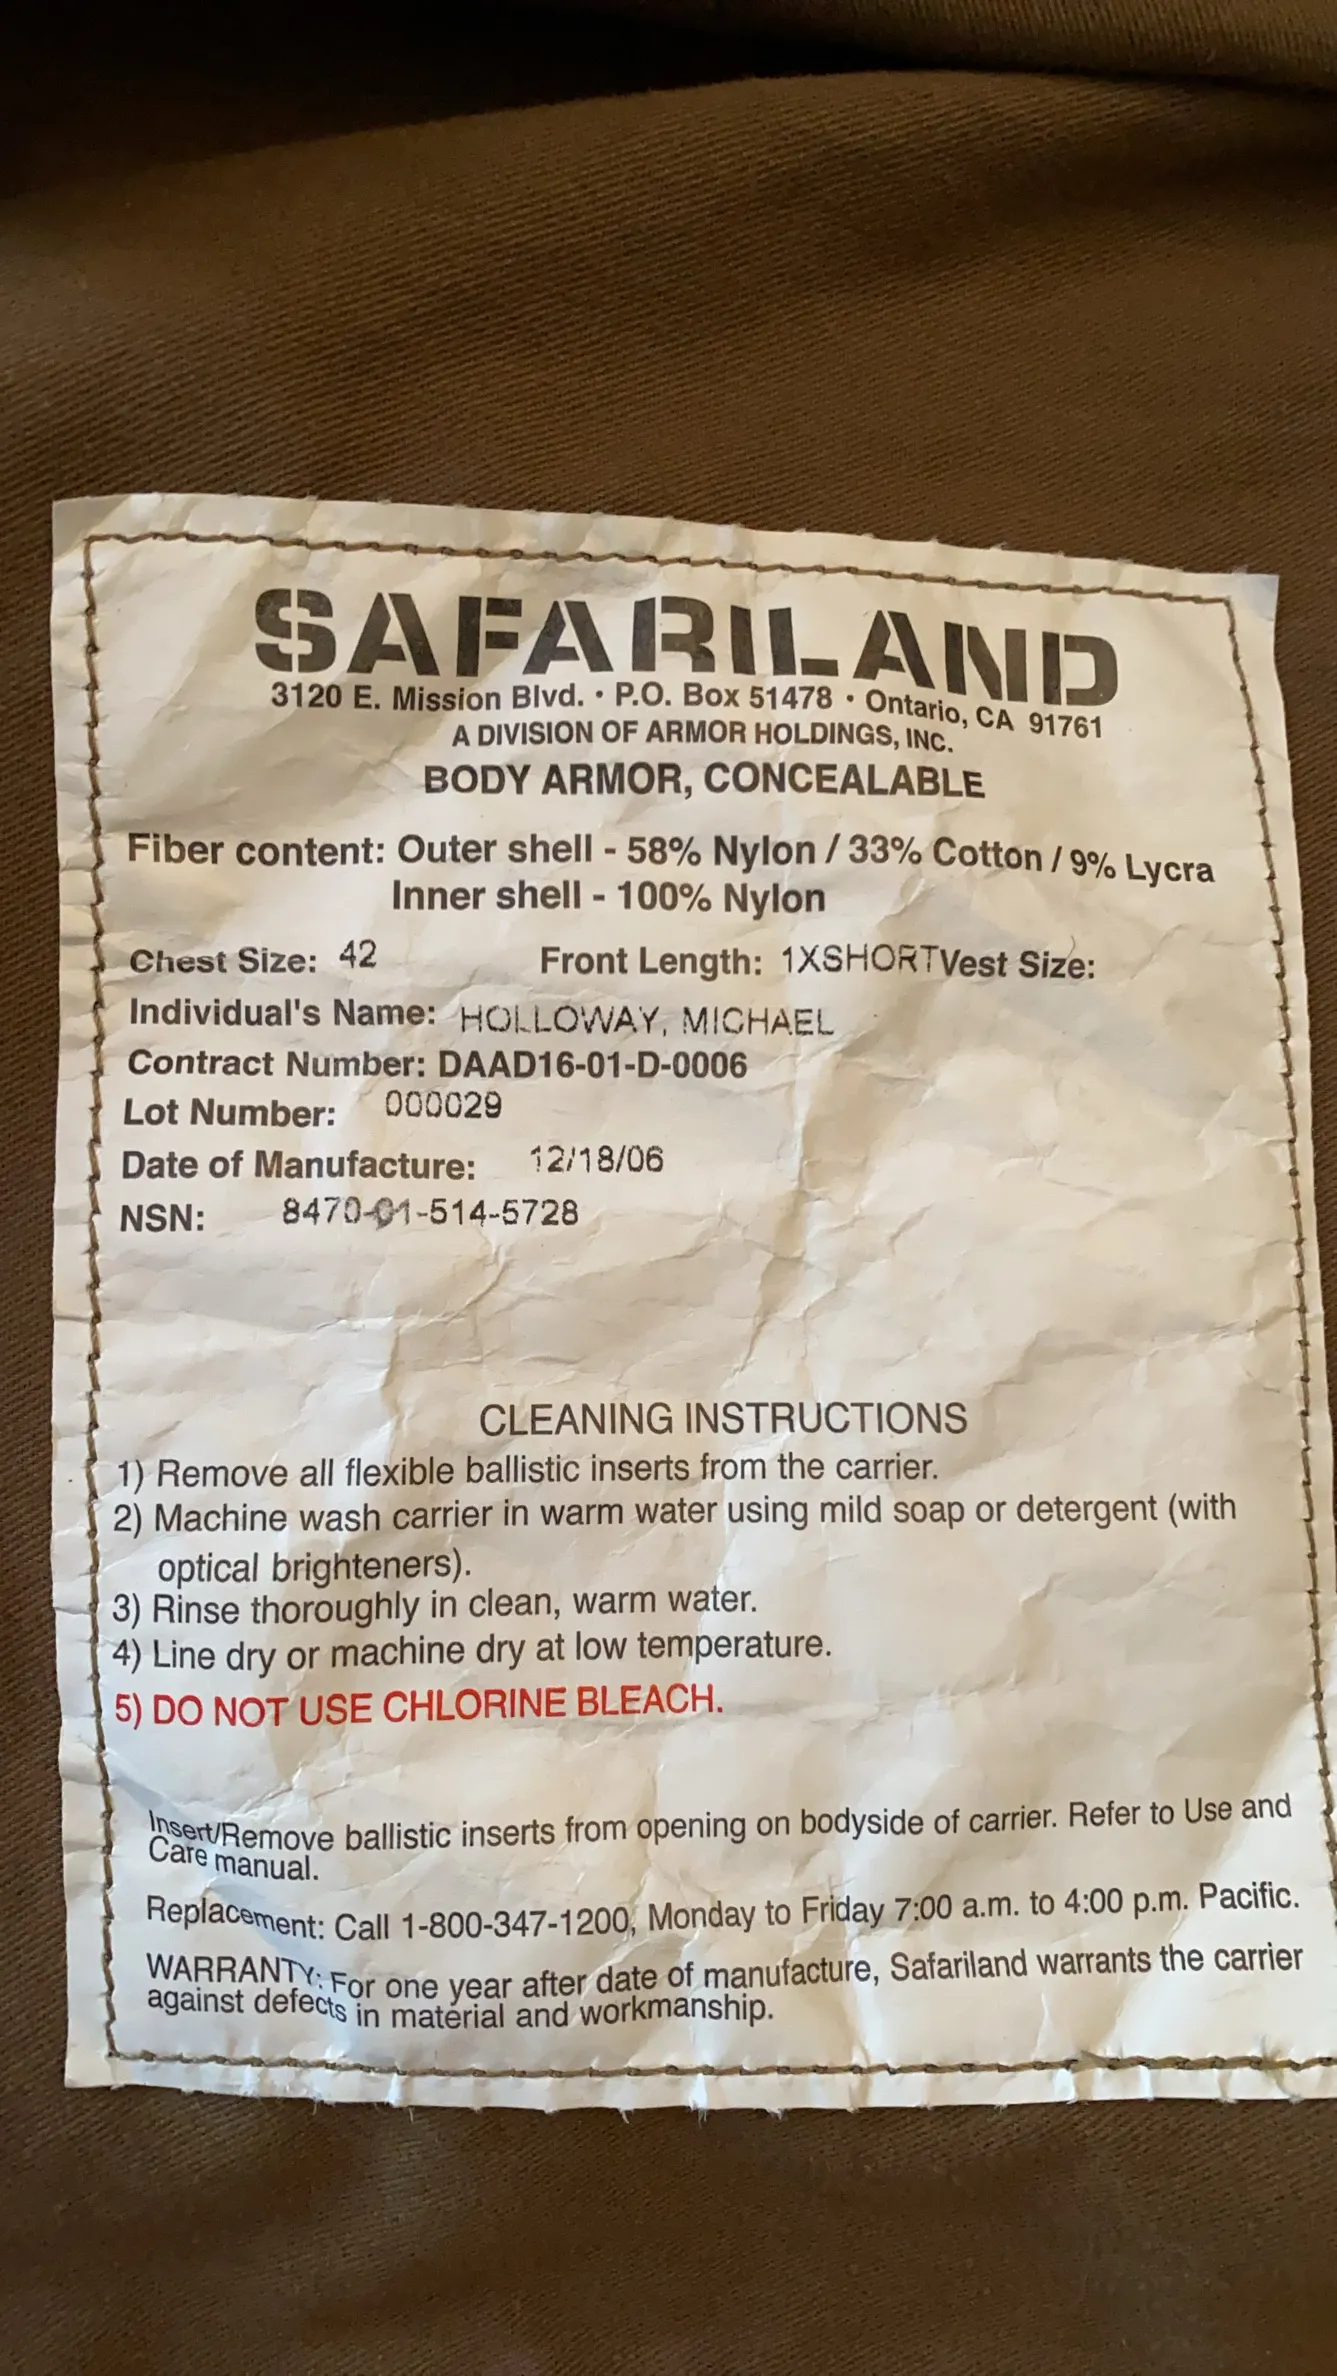 SAFARILAND
3120 E. Mission Blvd. • P.O. Box 51478 • Ontario, CA 91761
A DIVISION OF ARMOR HOLDINGS, INC.
BODY ARMOR, CONCEALABLE
Fiber content: Outer shell - 58% Nylon / 33% Cotton / 9% Lycra
Inner shell - 100% Nylon
Chest Size: 42 Front Length: 1XSHORT Vest Size:
Individual's Name: HOLLOWAY, MICHAEL
Contract Number: DAAD16-01-D-0006
Lot Number: 000029
Date of Manufacture: 12/18/06
NSN: 8470-01-514-5728
CLEANING INSTRUCTIONS
1) Remove all flexible ballistic inserts from the carrier.
2) Machine wash carrier in warm water using mild soap or detergent (with
optical brighteners).
3) Rinse thoroughly in clean, warm water.
4) Line dry or machine dry at low temperature.
5) DO NOT USE CHLORINE BLEACH.
Insert/Remove ballistic inserts from opening on bodyside of carrier. Refer to Use and
Care manual.
Replacement: Call 1-800-347-1200, Monday to Friday 7:00 a.m. to 4:00 p.m. Pacific.
WARRANTY: For one year after date of manufacture, Safariland warrants the carrier
against defects in material and workmanship.